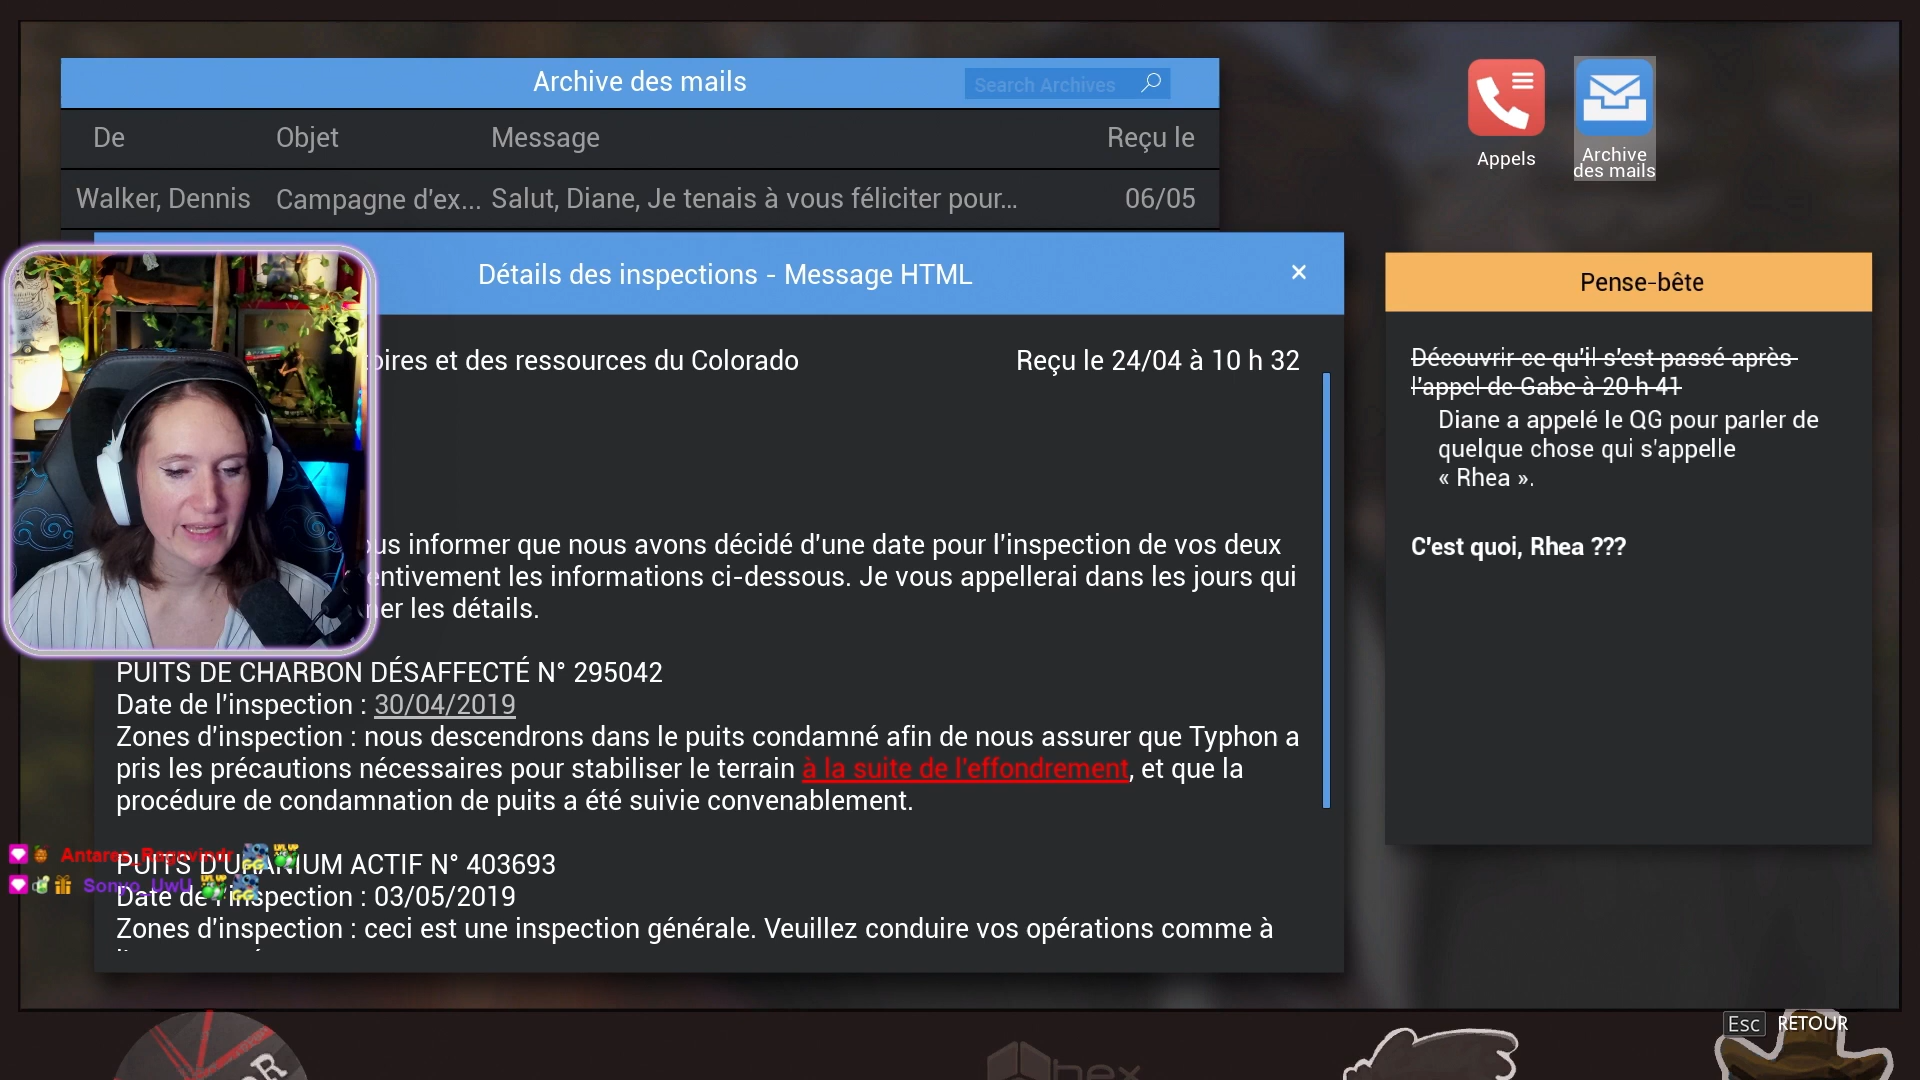 Archive des mails
Search Archives
De Objet Message Reçu le
Walker, Dennis Campagne d'ex... Salut, Diane, Je tenais à vous féliciter pour... 06/05
Détails des inspections - Message HTML
oires et des ressources du Colorado Reçu le 24/04 à 10 h 32
informer que nous avons décidé d'une date pour l'inspection de vos deux
les informations ci-dessous. Je vous appellerai dans les jours qui
les détails.
PUITS DE CHARBON DÉSAFFECTÉ N° 295042
Date de l'inspection : 30/04/2019
Zones d'inspection : nous descendrons dans le puits condamné afin de nous assurer que Typhon a
pris les précautions nécessaires pour stabiliser le terrain à la suite de l'effondrement, et que la
procédure de condamnation de puits a été suivie convenablement.
PUITS D'URANIUM ACTIF N° 403693
Date de l'inspection : 03/05/2019
Zones d'inspection : ceci est une inspection générale. Veuillez conduire vos opérations comme à
Antares_Ragnvindr
Sonyo_UwU
Appels
Archive
des mails
Pense-bête
Découvrir ce qu'il s'est passé après
l'appel de Gabe à 20 h 41
Diane a appelé le QG pour parler de
quelque chose qui s'appelle
« Rhea ».
C'est quoi, Rhea ???
Esc RETOUR
hex